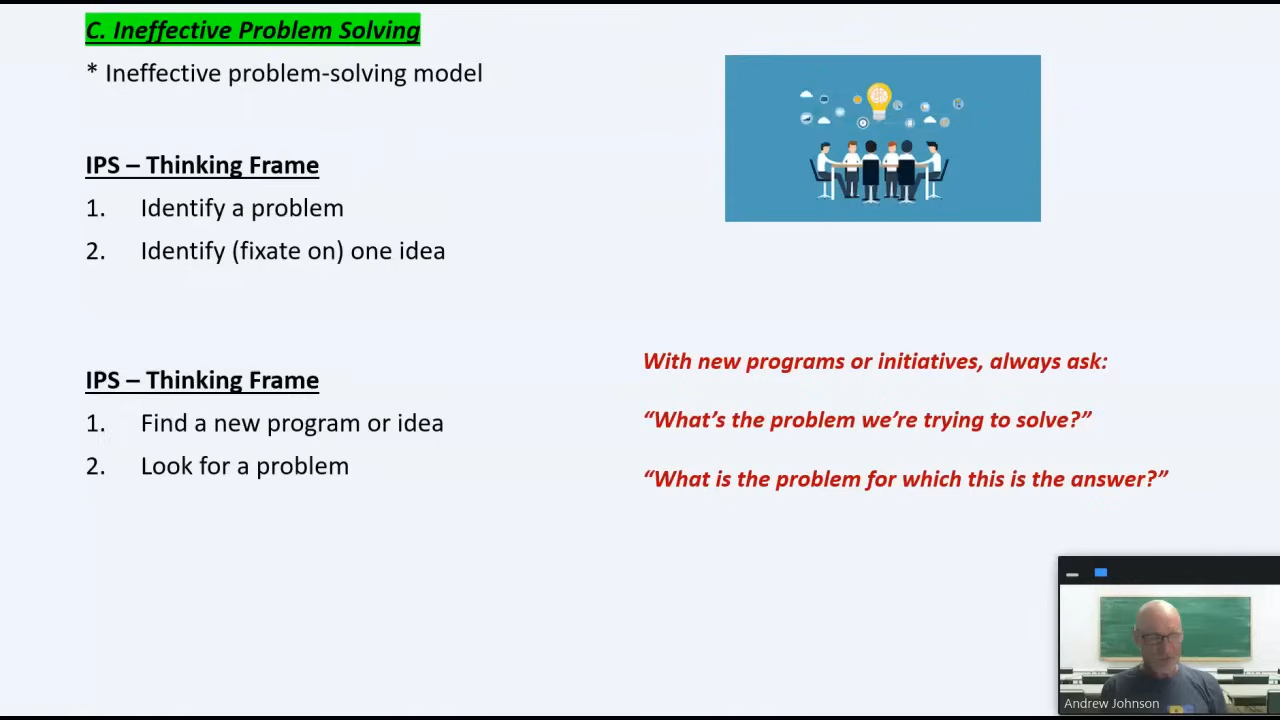 C. Ineffective Problem Solving
* Ineffective problem-solving model
IPS – Thinking Frame
1. Identify a problem
2. Identify (fixate on) one idea
IPS – Thinking Frame
1. Find a new program or idea
2. Look for a problem
With new programs or initiatives, always ask:
“What’s the problem we’re trying to solve?”
“What is the problem for which this is the answer?”
Andrew Johnson